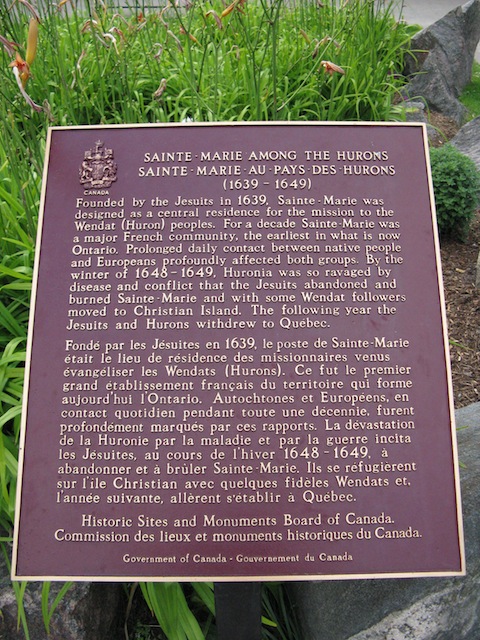 CANADA
SAINTE-MARIE AMONG THE HURONS
SAINTE-MARIE-AU-PAYS-DES-HURONS
(1639 - 1649)
Founded by the Jesuits in 1639, Sainte-Marie was
designed as a central residence for the mission to the
Wendat (Huron) peoples. For a decade Sainte-Marie was
a major French community, the earliest in what is now
Ontario. Prolonged daily contact between native people
and Europeans profoundly affected both groups. By the
winter of 1648-1649, Huronia was so ravaged by
disease and conflict that the Jesuits abandoned and
burned Sainte-Marie and with some Wendat followers
moved to Christian Island. The following year the
Jesuits and Hurons withdrew to Quebec.
Fondé par les Jésuites en 1639, le poste de Sainte-Marie
était le lieu de résidence des missionnaires venus
évangéliser les Wendats (Hurons). Ce fut le premier
grand établissement français du territoire qui forme
aujourd'hui l'Ontario. Autochtones et Européens, en
contact quotidien pendant toute une décennie, furent
profondément marqués par ces rapports. La dévastation
de la Huronie par la maladie et par la guerre incita
les Jésuites, au cours de l'hiver 1648-1649, à
abandonner et à brûler Sainte-Marie. Ils se réfugièrent
sur l'île Christian avec quelques fidèles Wendats et,
l'année suivante, allèrent s'établir à Québec.
Historic Sites and Monuments Board of Canada.
Commission des lieux et monuments historiques du Canada.
Government of Canada - Gouvernement du Canada